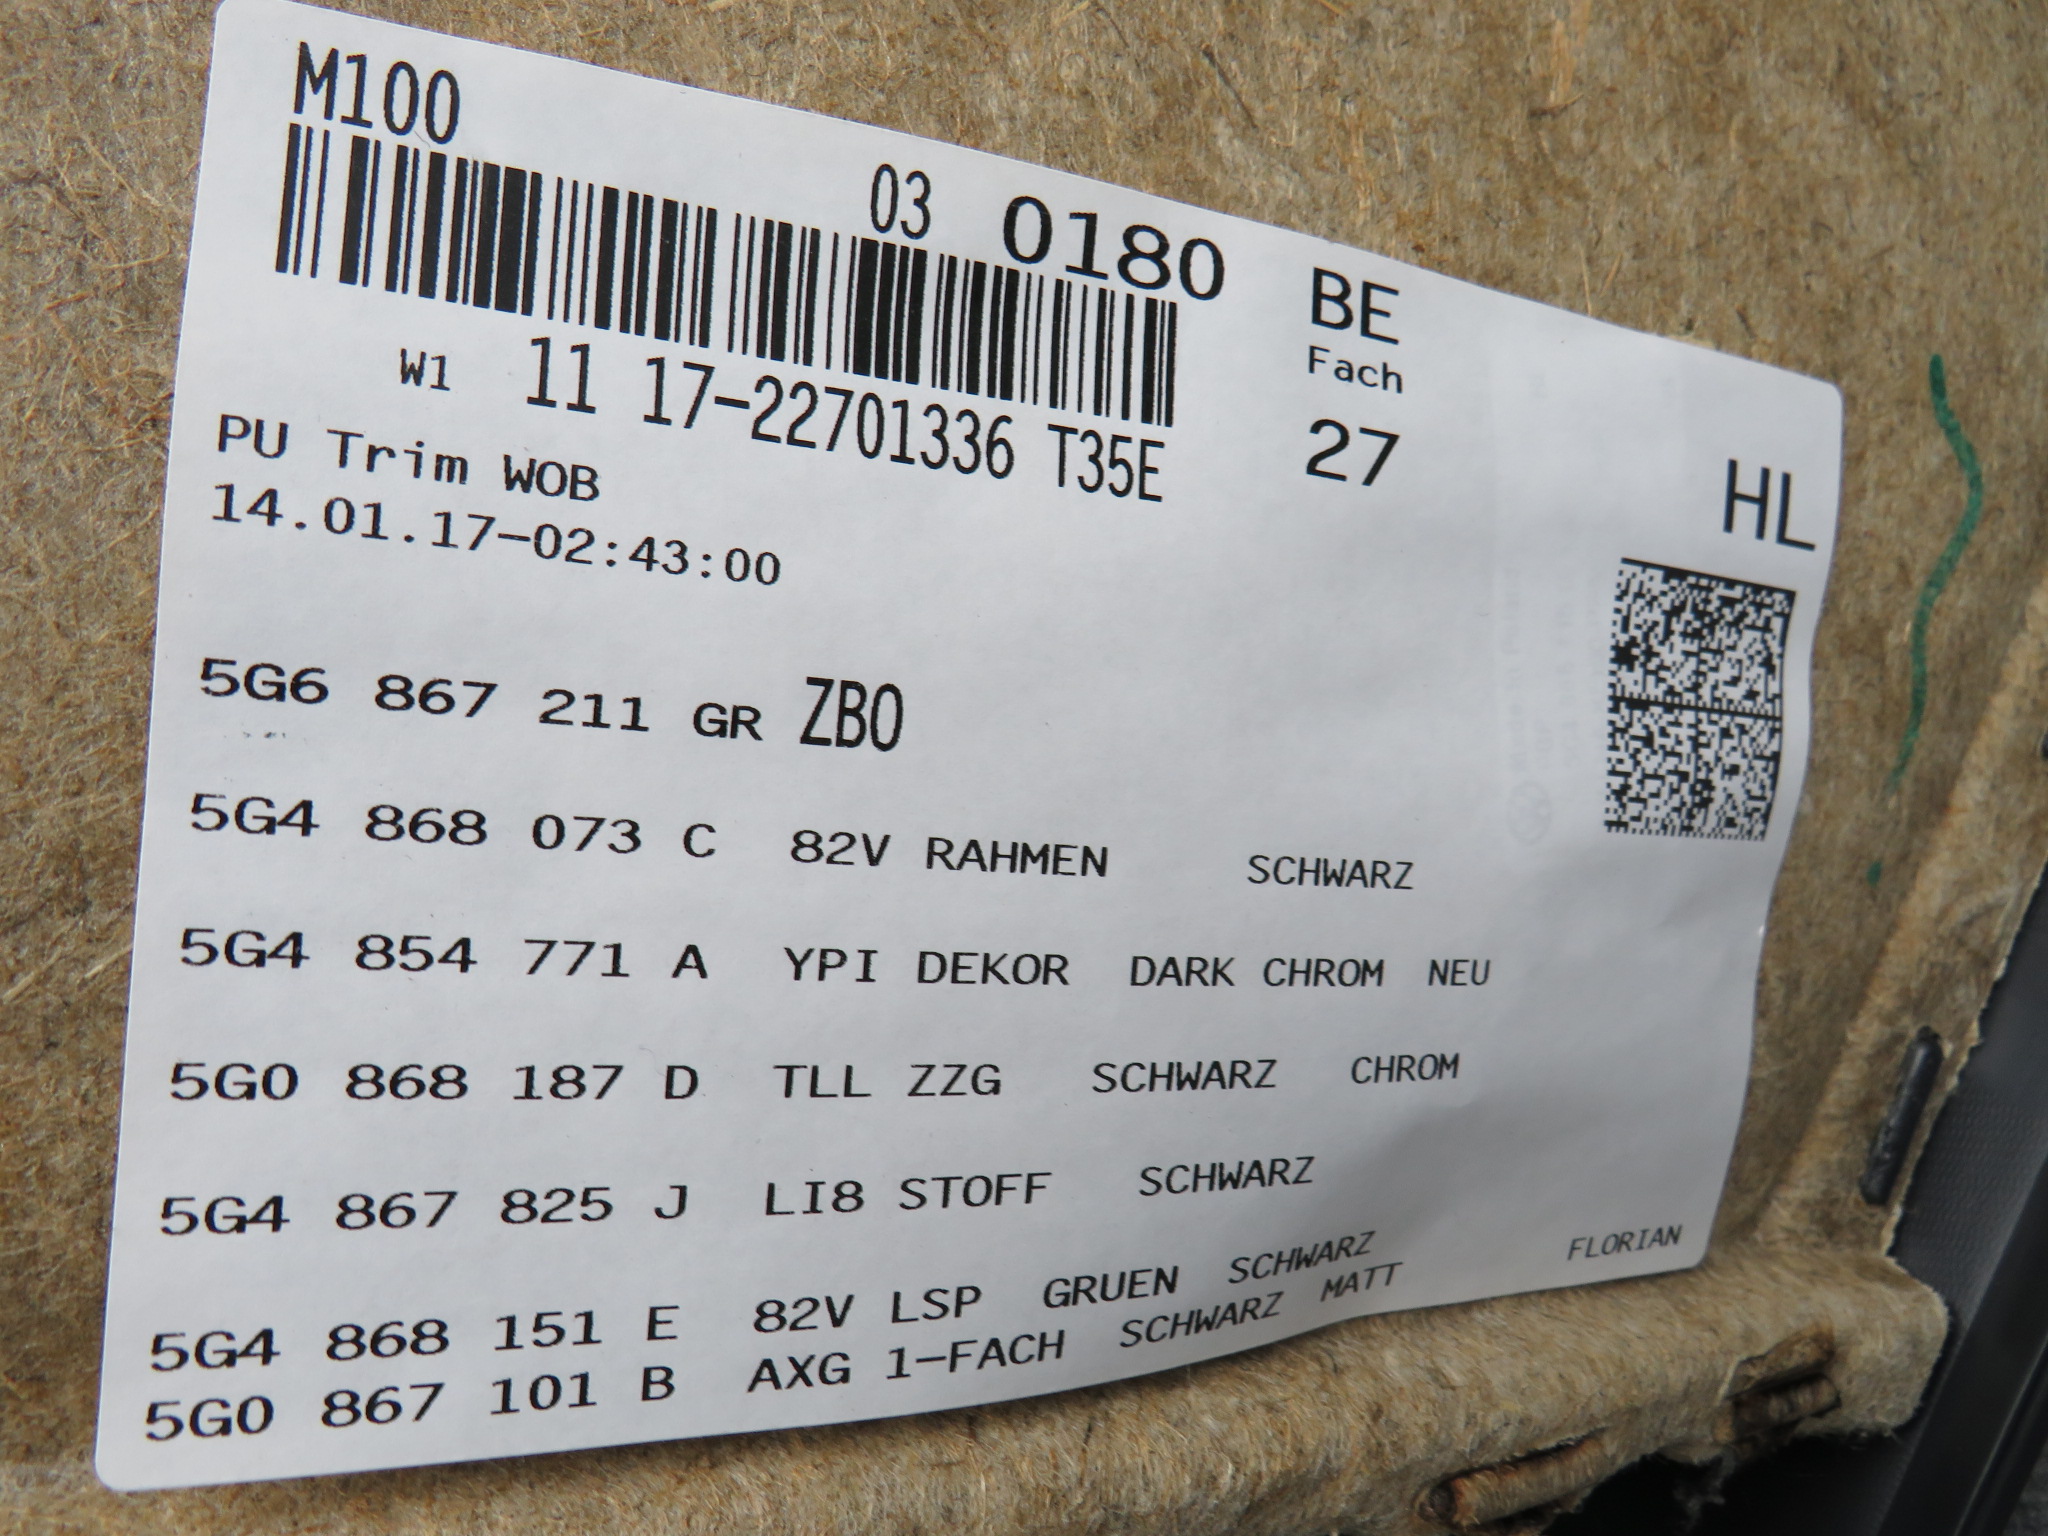 M100
03 0180 BE
Fach
W1 11 17-22701336 T35E 27
HL
PU Trim WOB
14.01.17-02:43:00
5G6 867 211 GR ZBO
5G4 868 073 C 82V RAHMEN SCHWARZ
5G4 854 771 A YPI DEKOR DARK CHROM NEU
5G0 868 187 D TLL ZZG SCHWARZ CHROM
5G4 867 825 J LI8 STOFF SCHWARZ
5G4 868 151 E 82V LSP GRUEN SCHWARZ
5G0 867 101 B AXG 1-FACH SCHWARZ MATT
FLORIAN